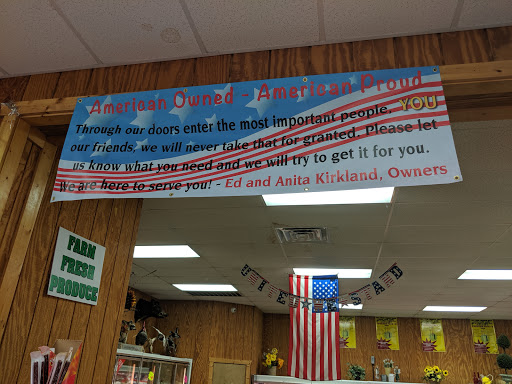 American Owned - American Proud
Through our doors enter the most important people, YOU
our friends, we will never take that for granted. Please let
us know what you need and we will try to get it for you.
We are here to serve you! - Ed and Anita Kirkland, Owners
FARM
FRESH
PRODUCE